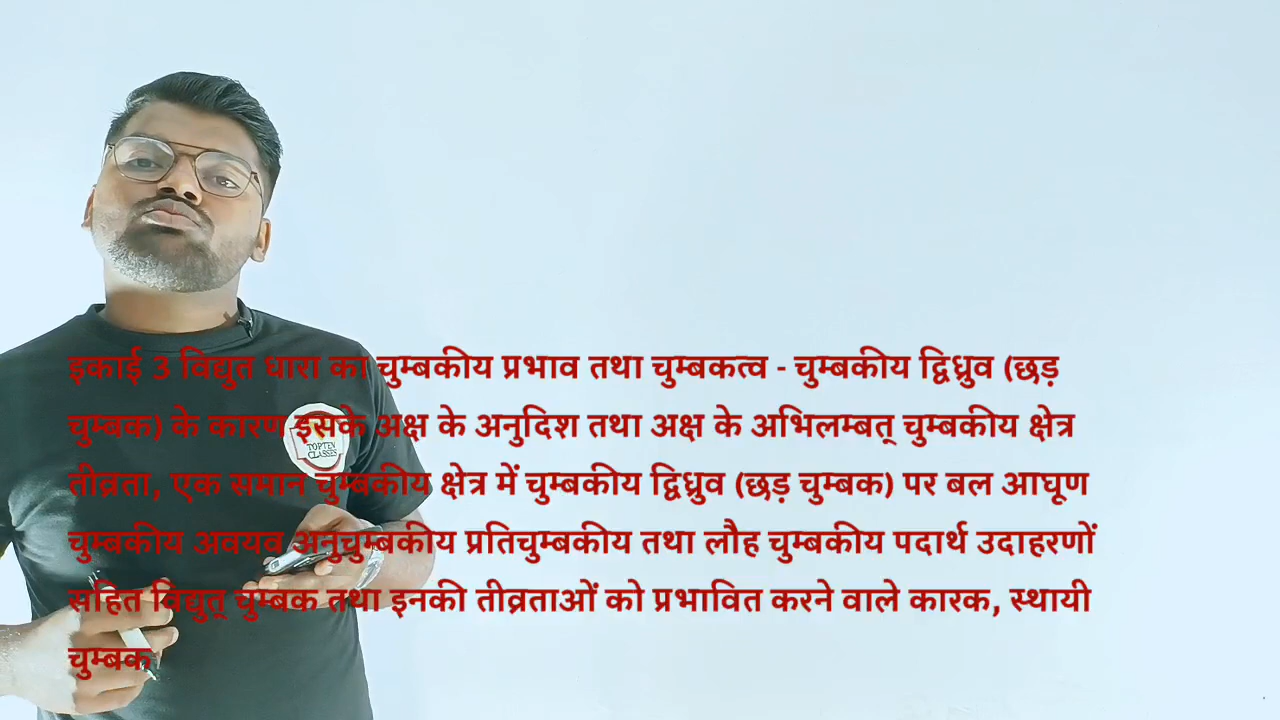 इकाई 3 विद्युत धारा का चुम्बकीय प्रभाव तथा चुम्बकत्व - चुम्बकीय द्विध्रुव (छड़
चुम्बक) के कारण इसके अक्ष के अनुदिश तथा अक्ष के अभिलम्बत् चुम्बकीय क्षेत्र
तीव्रता, एक समान चुम्बकीय क्षेत्र में चुम्बकीय द्विध्रुव (छड़ चुम्बक) पर बल आघूण
चुम्बकीय अवयव अनुचुम्बकीय प्रतिचुम्बकीय तथा लौह चुम्बकीय पदार्थ उदाहरणों
सहित विद्युत् चुम्बक तथा इनकी तीव्रताओं को प्रभावित करने वाले कारक, स्थायी
चुम्बक
TOPTEN
CLASSES